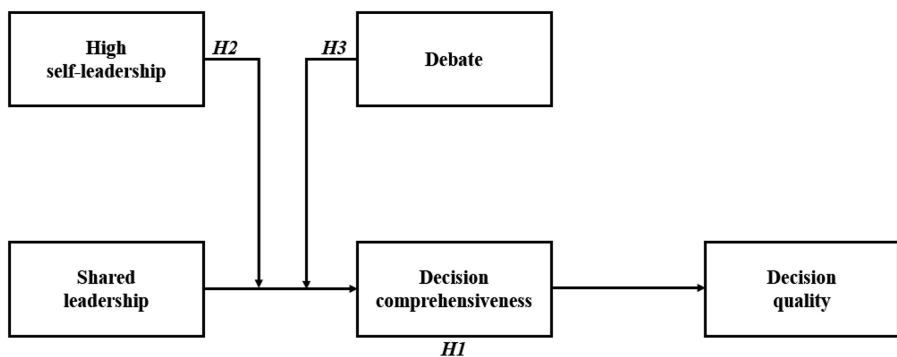 High
self-leadership
H2
H3
Debate
Shared
leadership
Decision
comprehensiveness
Decision
quality
H1